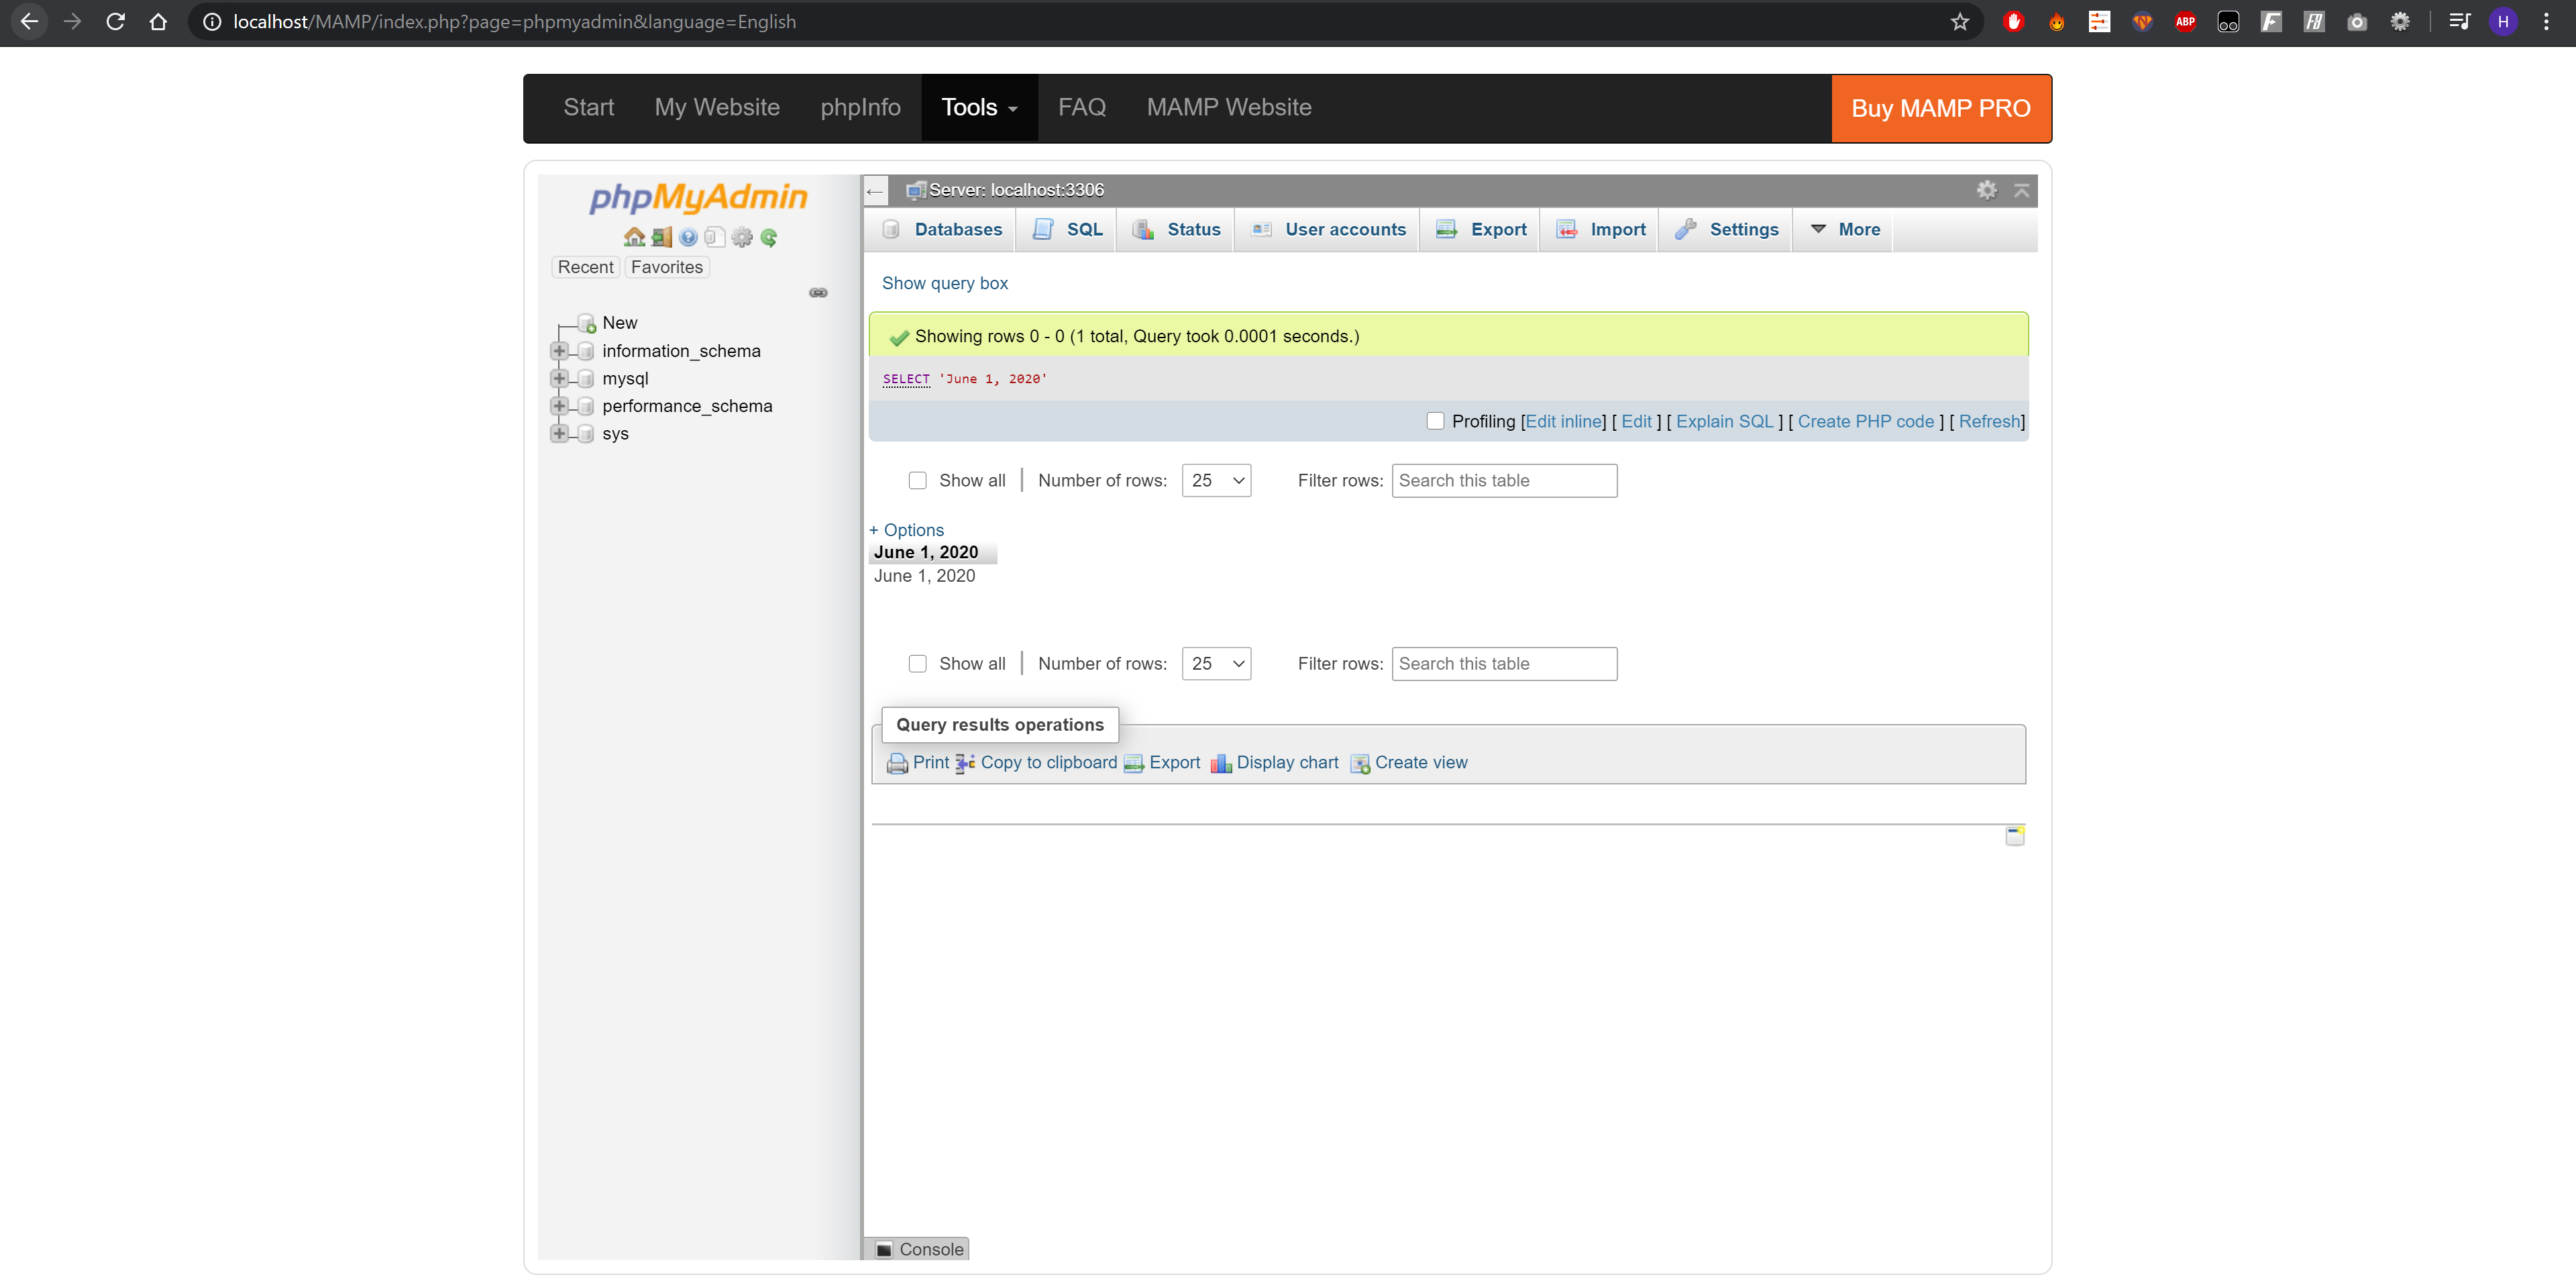 localhost/MAMP/index.php?page=phpmyadmin&language=English
ABP
F
F8
H
Start My Website phpInfo Tools FAQ MAMP Website Buy MAMP PRO
phpMyAdmin
Recent Favorites
New
information_schema
mysql
performance_schema
sys
← Server: localhost:3306
Databases SQL Status User accounts Export Import Settings More
Show query box
Showing rows 0 - 0 (1 total, Query took 0.0001 seconds.)
SELECT 'June 1, 2020'
Profiling [Edit inline] [ Edit ] [ Explain SQL ] [ Create PHP code ] [ Refresh]
Show all Number of rows: 25 Filter rows: Search this table
+ Options
June 1, 2020
June 1, 2020
Show all Number of rows: 25 Filter rows: Search this table
Query results operations
Print Copy to clipboard Export Display chart Create view
Console